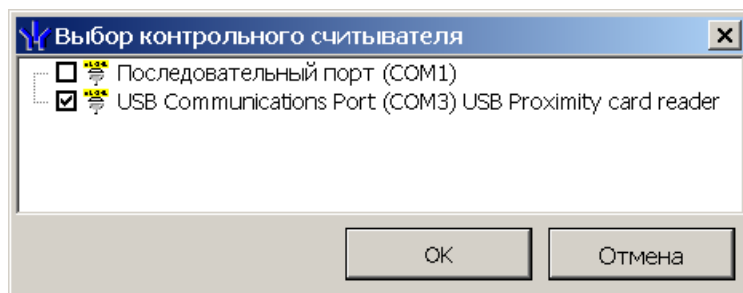 Выбор контрольного считывателя
Последовательный порт (COM1)
USB Communications Port (COM3) USB Proximity card reader
OK
Отмена